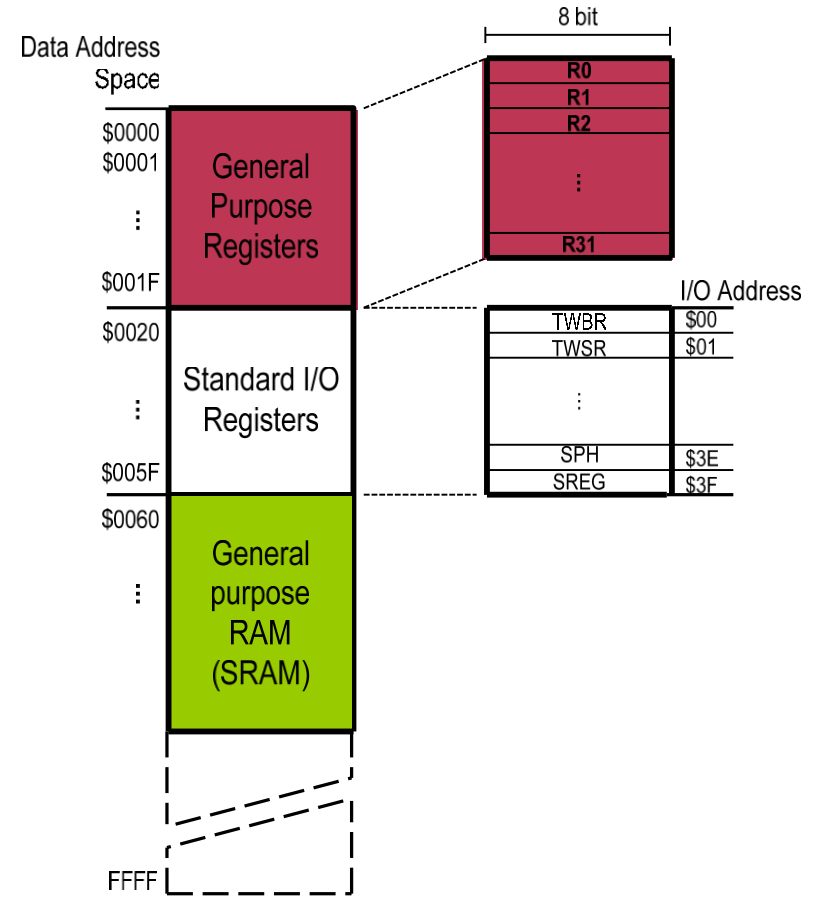 8 bit
Data Address
Space
R0
R1
R2
⋮
R31
$0000
$0001
⋮
$001F
General
Purpose
Registers
I/O Address
TWBR $00
TWSR $01
⋮
SPH $3E
SREG $3F
$0020
⋮
$005F
Standard I/O
Registers
$0060
⋮
General
purpose
RAM
(SRAM)
FFFF